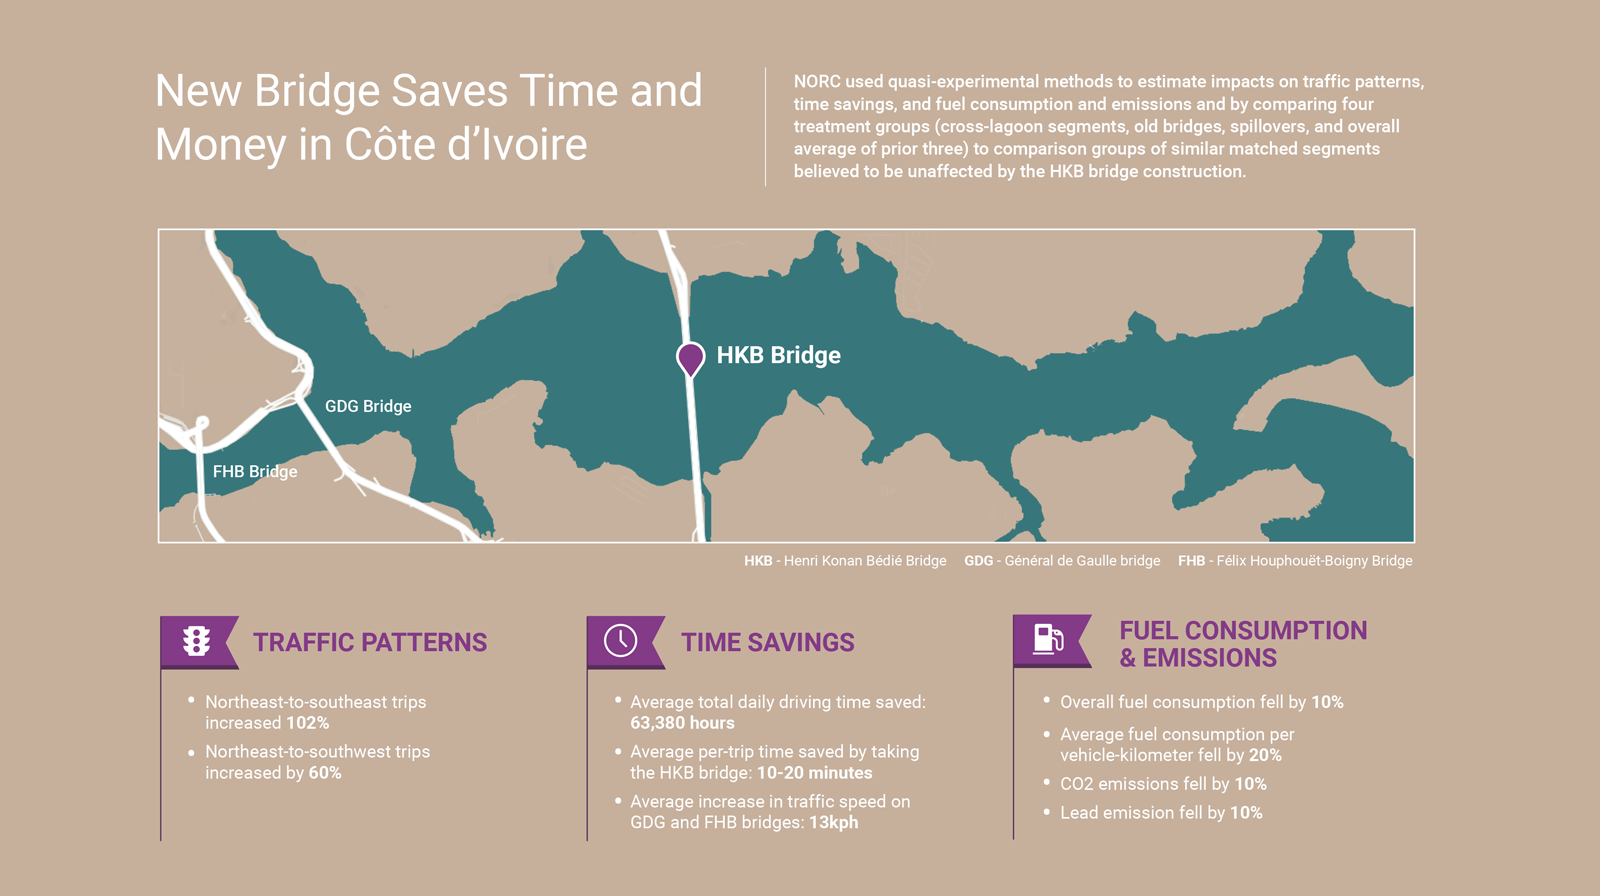 New Bridge Saves Time and
Money in Côte d’Ivoire
NORC used quasi-experimental methods to estimate impacts on traffic patterns,
time savings, and fuel consumption and emissions and by comparing four
treatment groups (cross-lagoon segments, old bridges, spillovers, and overall
average of prior three) to comparison groups of similar matched segments
believed to be unaffected by the HKB bridge construction.
HKB Bridge
GDG Bridge
FHB Bridge
HKB - Henri Konan Bédié Bridge GDG - Général de Gaulle bridge FHB - Félix Houphouët-Boigny Bridge
TRAFFIC PATTERNS
• Northeast-to-southeast trips
increased 102%
• Northeast-to-southwest trips
increased by 60%
TIME SAVINGS
• Average total daily driving time saved:
63,380 hours
• Average per-trip time saved by taking
the HKB bridge: 10-20 minutes
• Average increase in traffic speed on
GDG and FHB bridges: 13kph
FUEL CONSUMPTION
& EMISSIONS
• Overall fuel consumption fell by 10%
• Average fuel consumption per
vehicle-kilometer fell by 20%
• CO2 emissions fell by 10%
• Lead emission fell by 10%